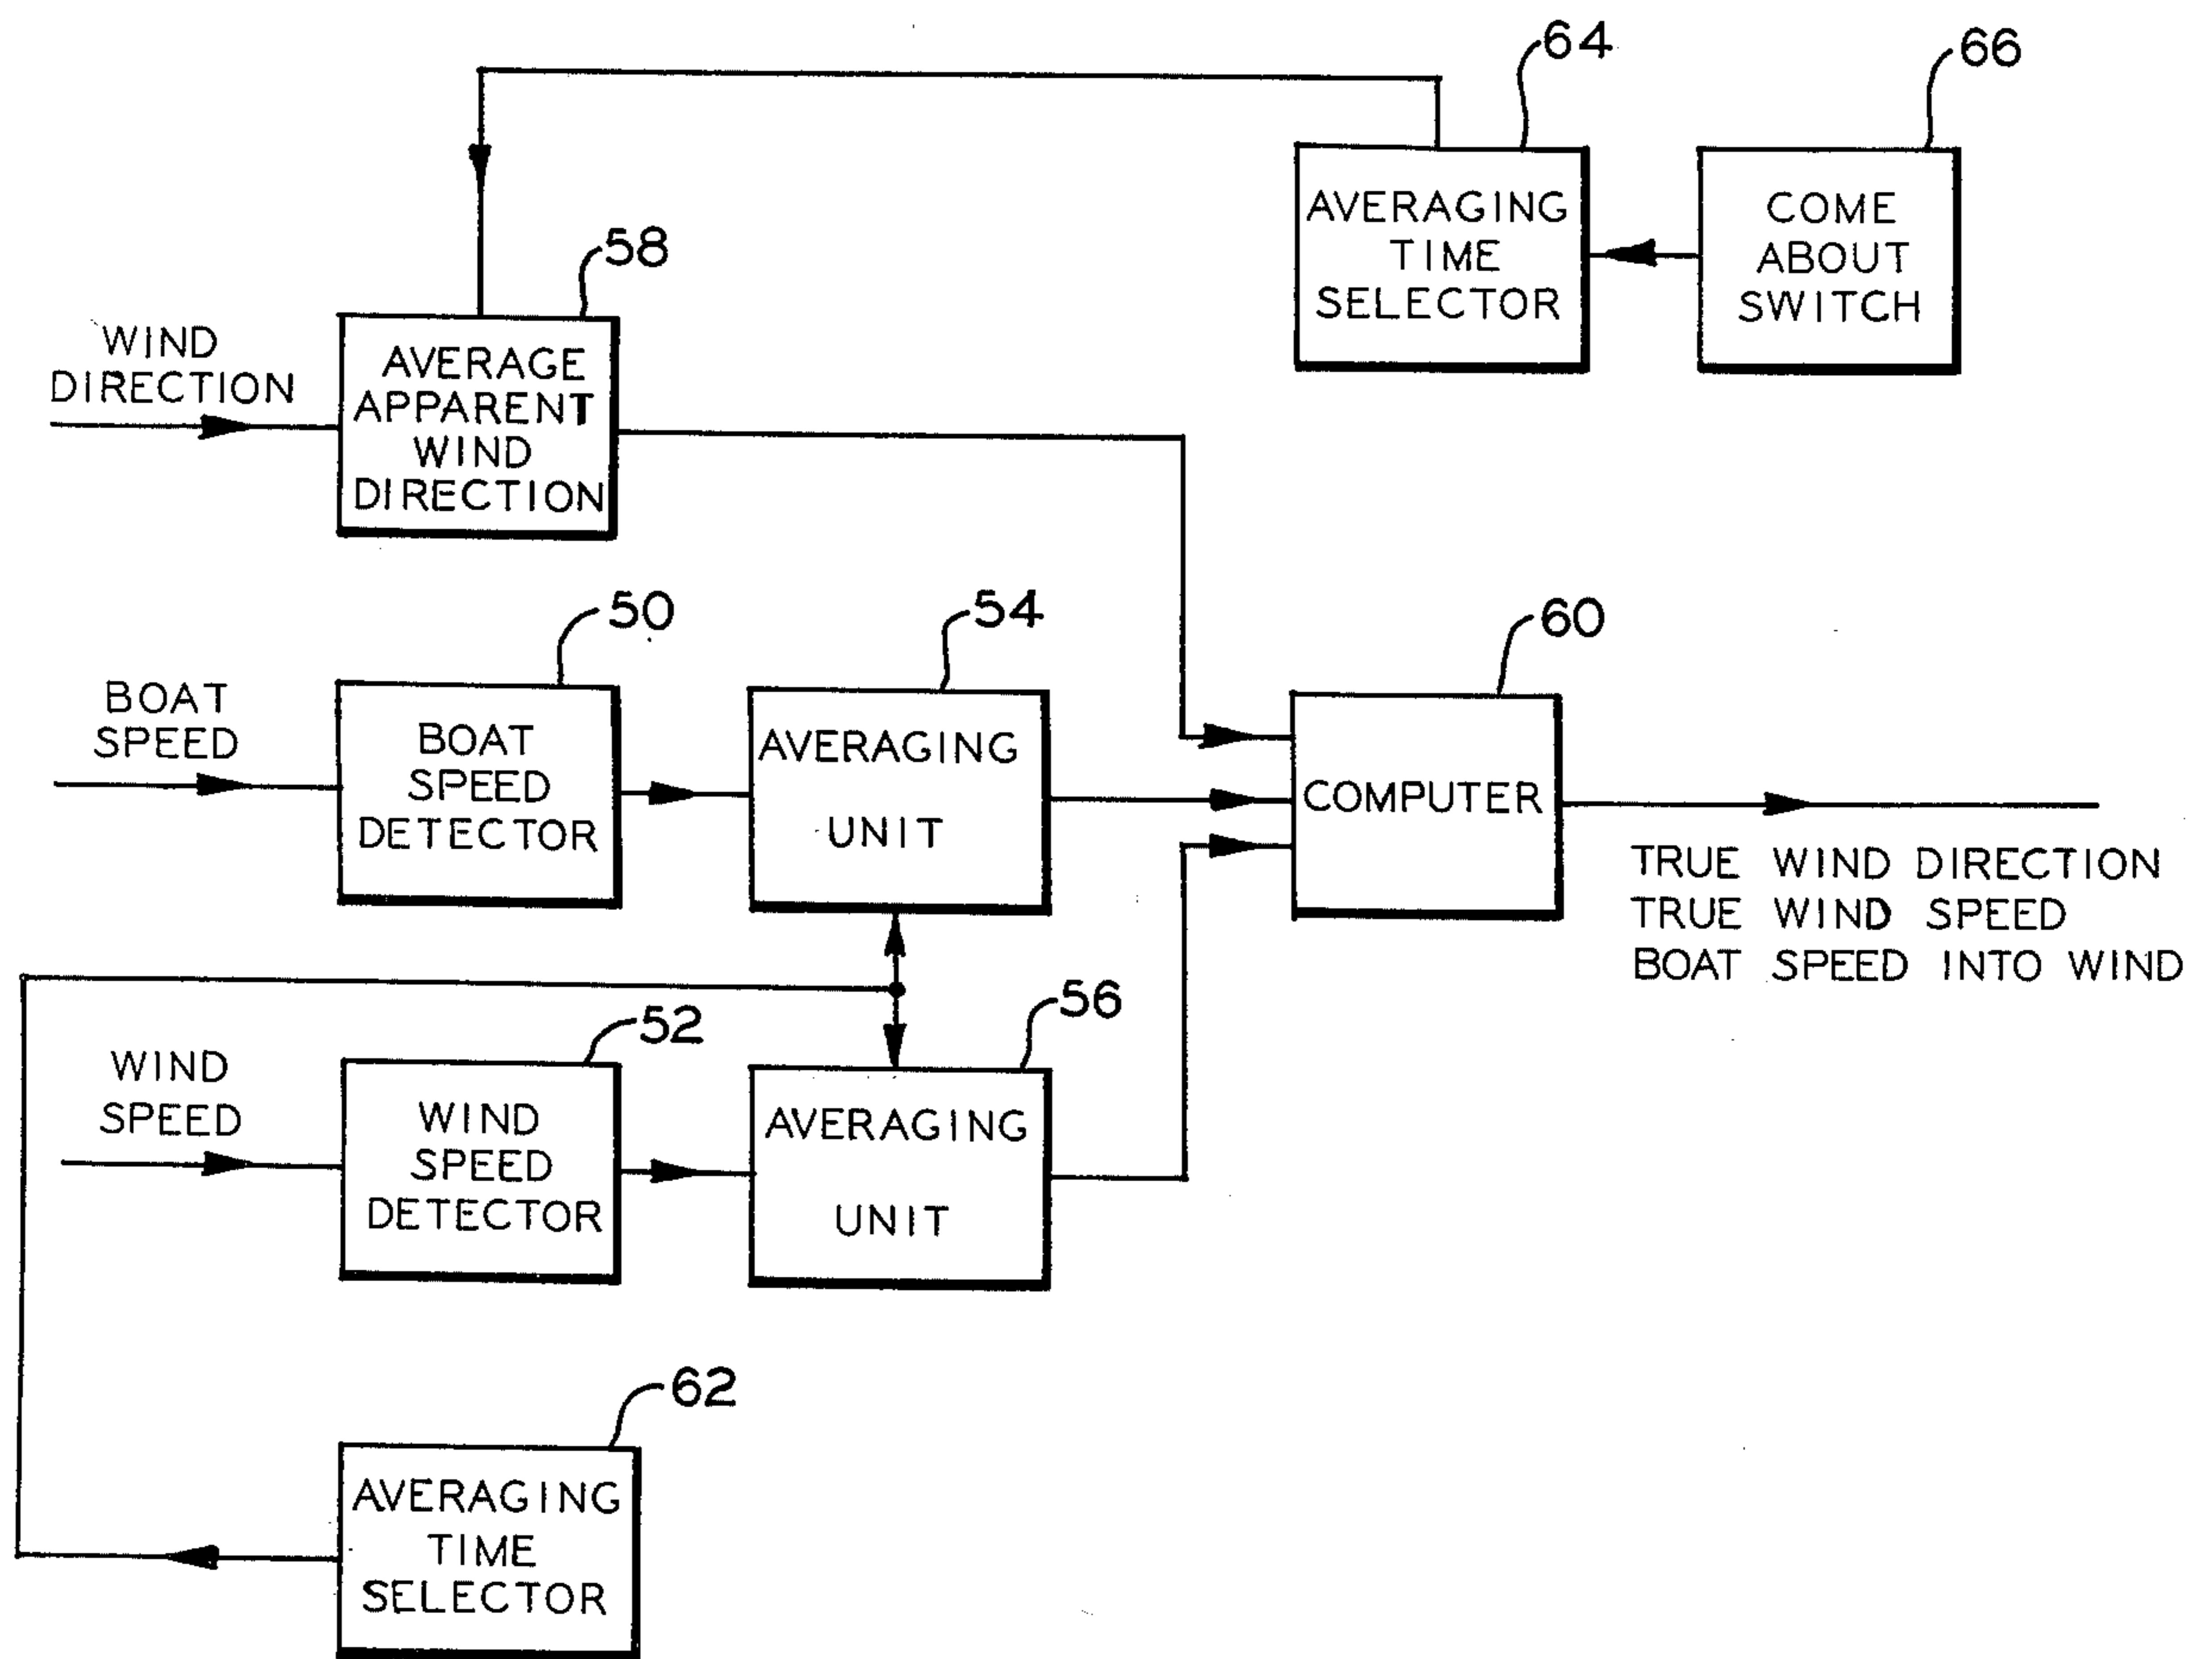 64
66
AVERAGING
TIME
SELECTOR
COME
ABOUT
SWITCH
58
WIND
DIRECTION
AVERAGE
APPARENT
WIND
DIRECTION
50
54
60
BOAT
SPEED
BOAT
SPEED
DETECTOR
AVERAGING
UNIT
COMPUTER
TRUE WIND DIRECTION
TRUE WIND SPEED
BOAT SPEED INTO WIND
52
56
WIND
SPEED
WIND
SPEED
DETECTOR
AVERAGING
UNIT
62
AVERAGING
TIME
SELECTOR